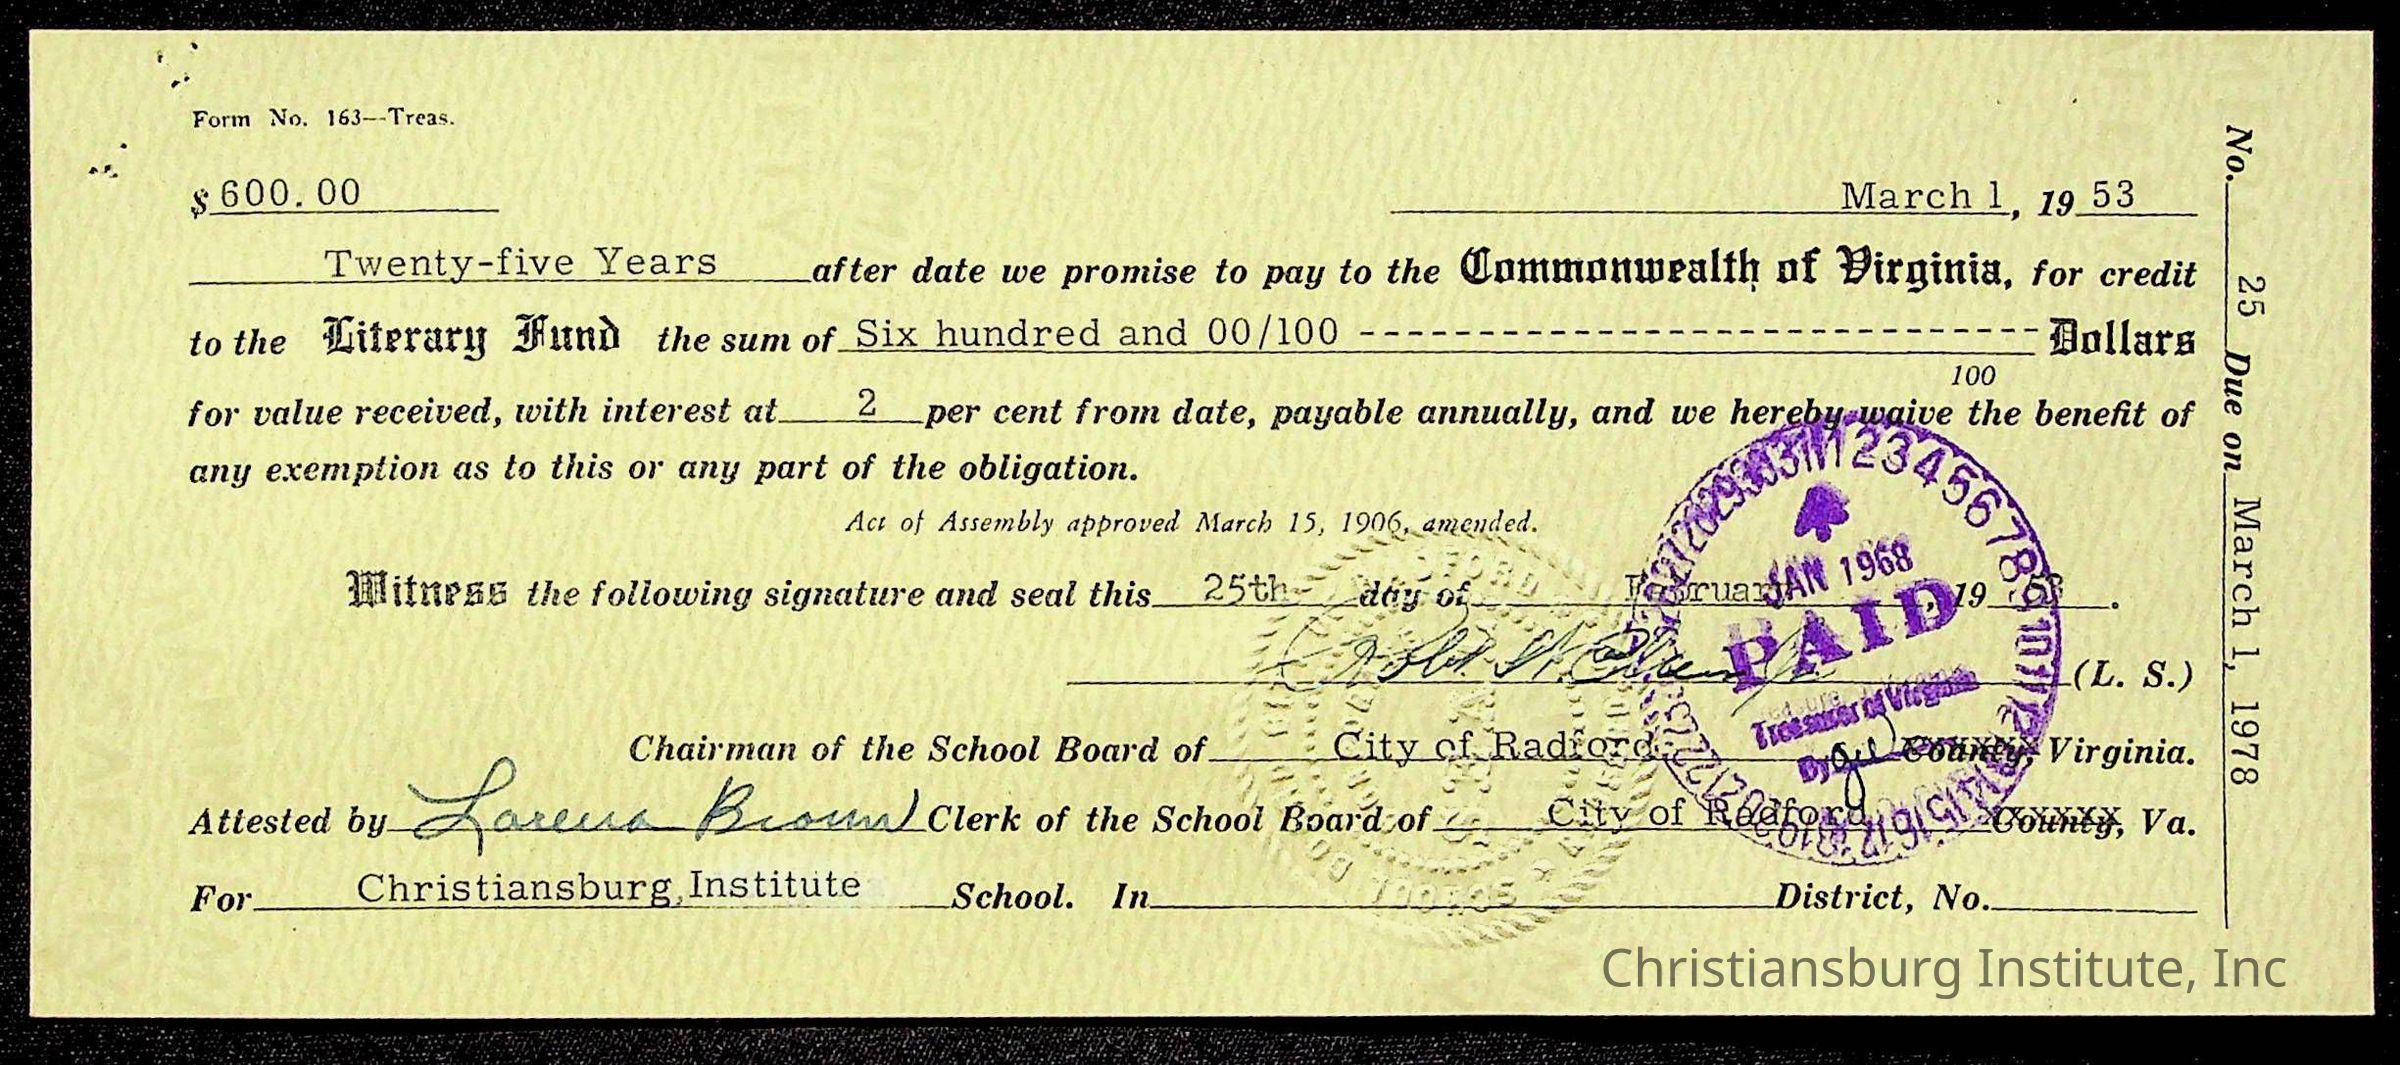 Form No. 163—Treas.
$ 600.00 March 1, 19 53
Twenty-five Years after date we promise to pay to the Commonwealth of Virginia, for credit
to the Literary Fund the sum of Six hundred and 00/100 ------------------------------ Dollars
100
for value received, with interest at 2 per cent from date, payable annually, and we hereby waive the benefit of
any exemption as to this or any part of the obligation.
Act of Assembly approved March 15, 1906, amended.
Witness the following signature and seal this 25th day of February, 19 53.
(L. S.)
Chairman of the School Board of City of Radford County, Virginia.
Attested by Lorena Brown Clerk of the School Board of City of Radford County, Va.
For Christiansburg Institute School. In District, No.
No. 25 Due on March 1, 1978
JAN 1968
PAID
Treasurer of Virginia
By
Christiansburg Institute, Inc